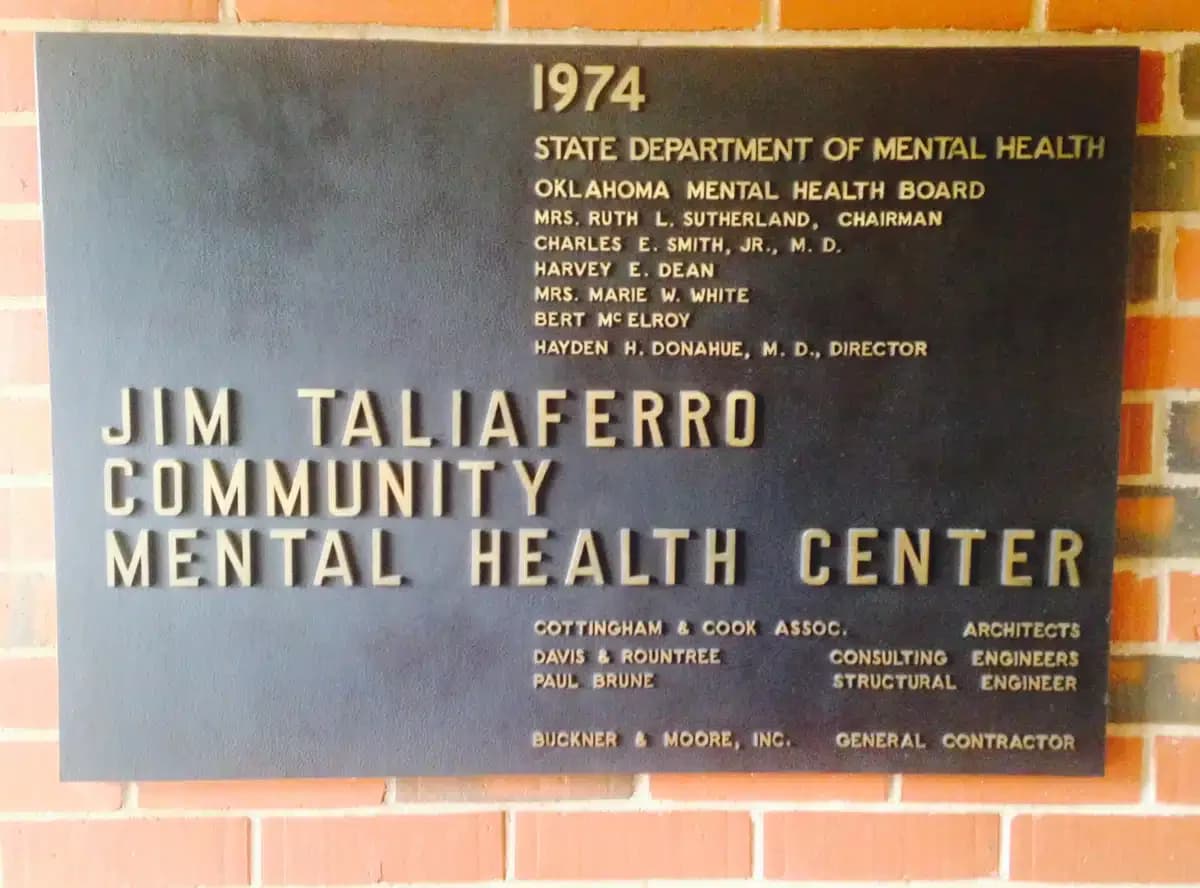 1974
STATE DEPARTMENT OF MENTAL HEALTH
OKLAHOMA MENTAL HEALTH BOARD
MRS. RUTH L. SUTHERLAND, CHAIRMAN
CHARLES E. SMITH, JR., M. D.
HARVEY E. DEAN
MRS. MARIE W. WHITE
BERT McELROY
HAYDEN H. DONAHUE, M. D., DIRECTOR
JIM TALIAFERRO
COMMUNITY
MENTAL HEALTH CENTER
COTTINGHAM & COOK ASSOC. ARCHITECTS
DAVIS & ROUNTREE CONSULTING ENGINEERS
PAUL BRUNE STRUCTURAL ENGINEER
BUCKNER & MOORE, INC. GENERAL CONTRACTOR